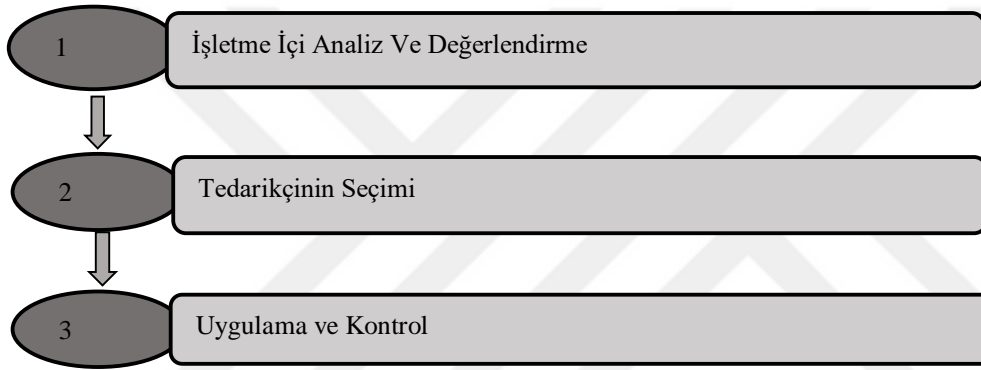 1
İşletme İçi Analiz Ve Değerlendirme
2
Tedarikçinin Seçimi
3
Uygulama ve Kontrol